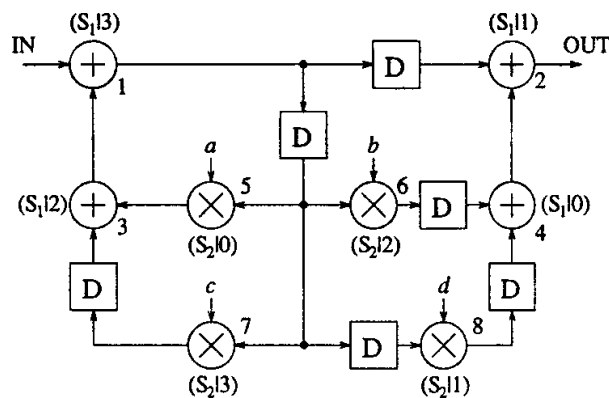 (S₁|3) (S₁|1)
IN OUT
1 D 2
D
a b
5 6
(S₁|2) 3 D 4 (S₁|0)
(S₂|0) (S₂|2)
D c d D
7 D 8
(S₂|3) (S₂|1)